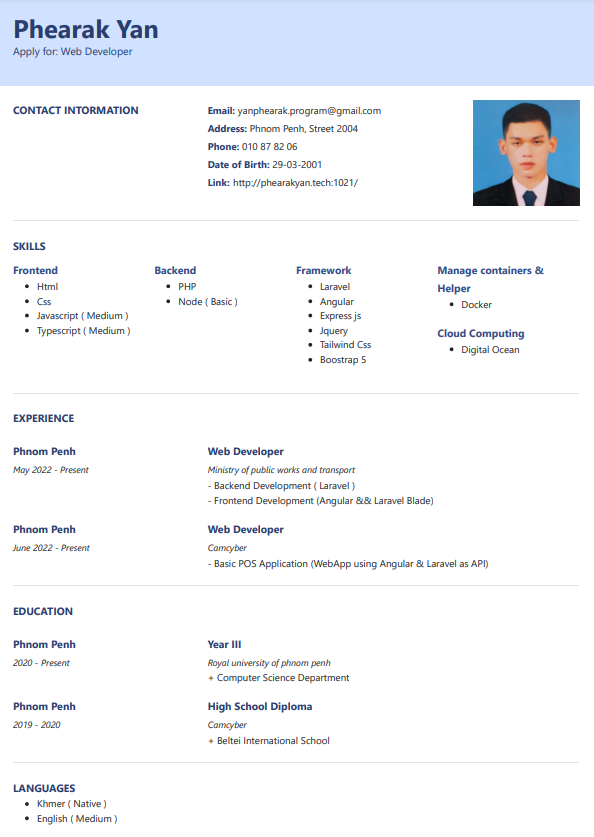 Phearak Yan
Apply for: Web Developer
CONTACT INTORMATION
Email: yanphearak.program@gmail.com
Address: Phnom Penh, Street 2004
Phone: 010 87 82 06
Date of Birth: 29-03-2001
Link: http://phearakyan.tech:1021/
SKILLS
Frontend
Html
Css
Javascript ( Medium )
Typescript ( Medium )
Backend
PHP
Node ( Basic )
Framework
Laravel
Angular
Express js
Jquery
Tailwind Css
Boostrap 5
Manage containers &
Helper
Docker
Cloud Computing
Digital Ocean
EXPERIENCE
Phnom Penh
May 2022 - Present
Web Developer
Ministry of public works and transport
- Backend Development ( Laravel )
- Frontend Development (Angular && Laravel Blade)
Phnom Penh
June 2022 - Present
Web Developer
Camcyber
- Basic POS Application (WebApp using Angular & Laravel as API)
EDUCATION
Phnom Penh
2020 - Present
Year III
Royal university of phnom penh
+ Computer Science Department
Phnom Penh
2019 - 2020
High School Diploma
Camcyber
+ Beltei International School
LANGUAGES
Khmer ( Native )
English ( Medium )